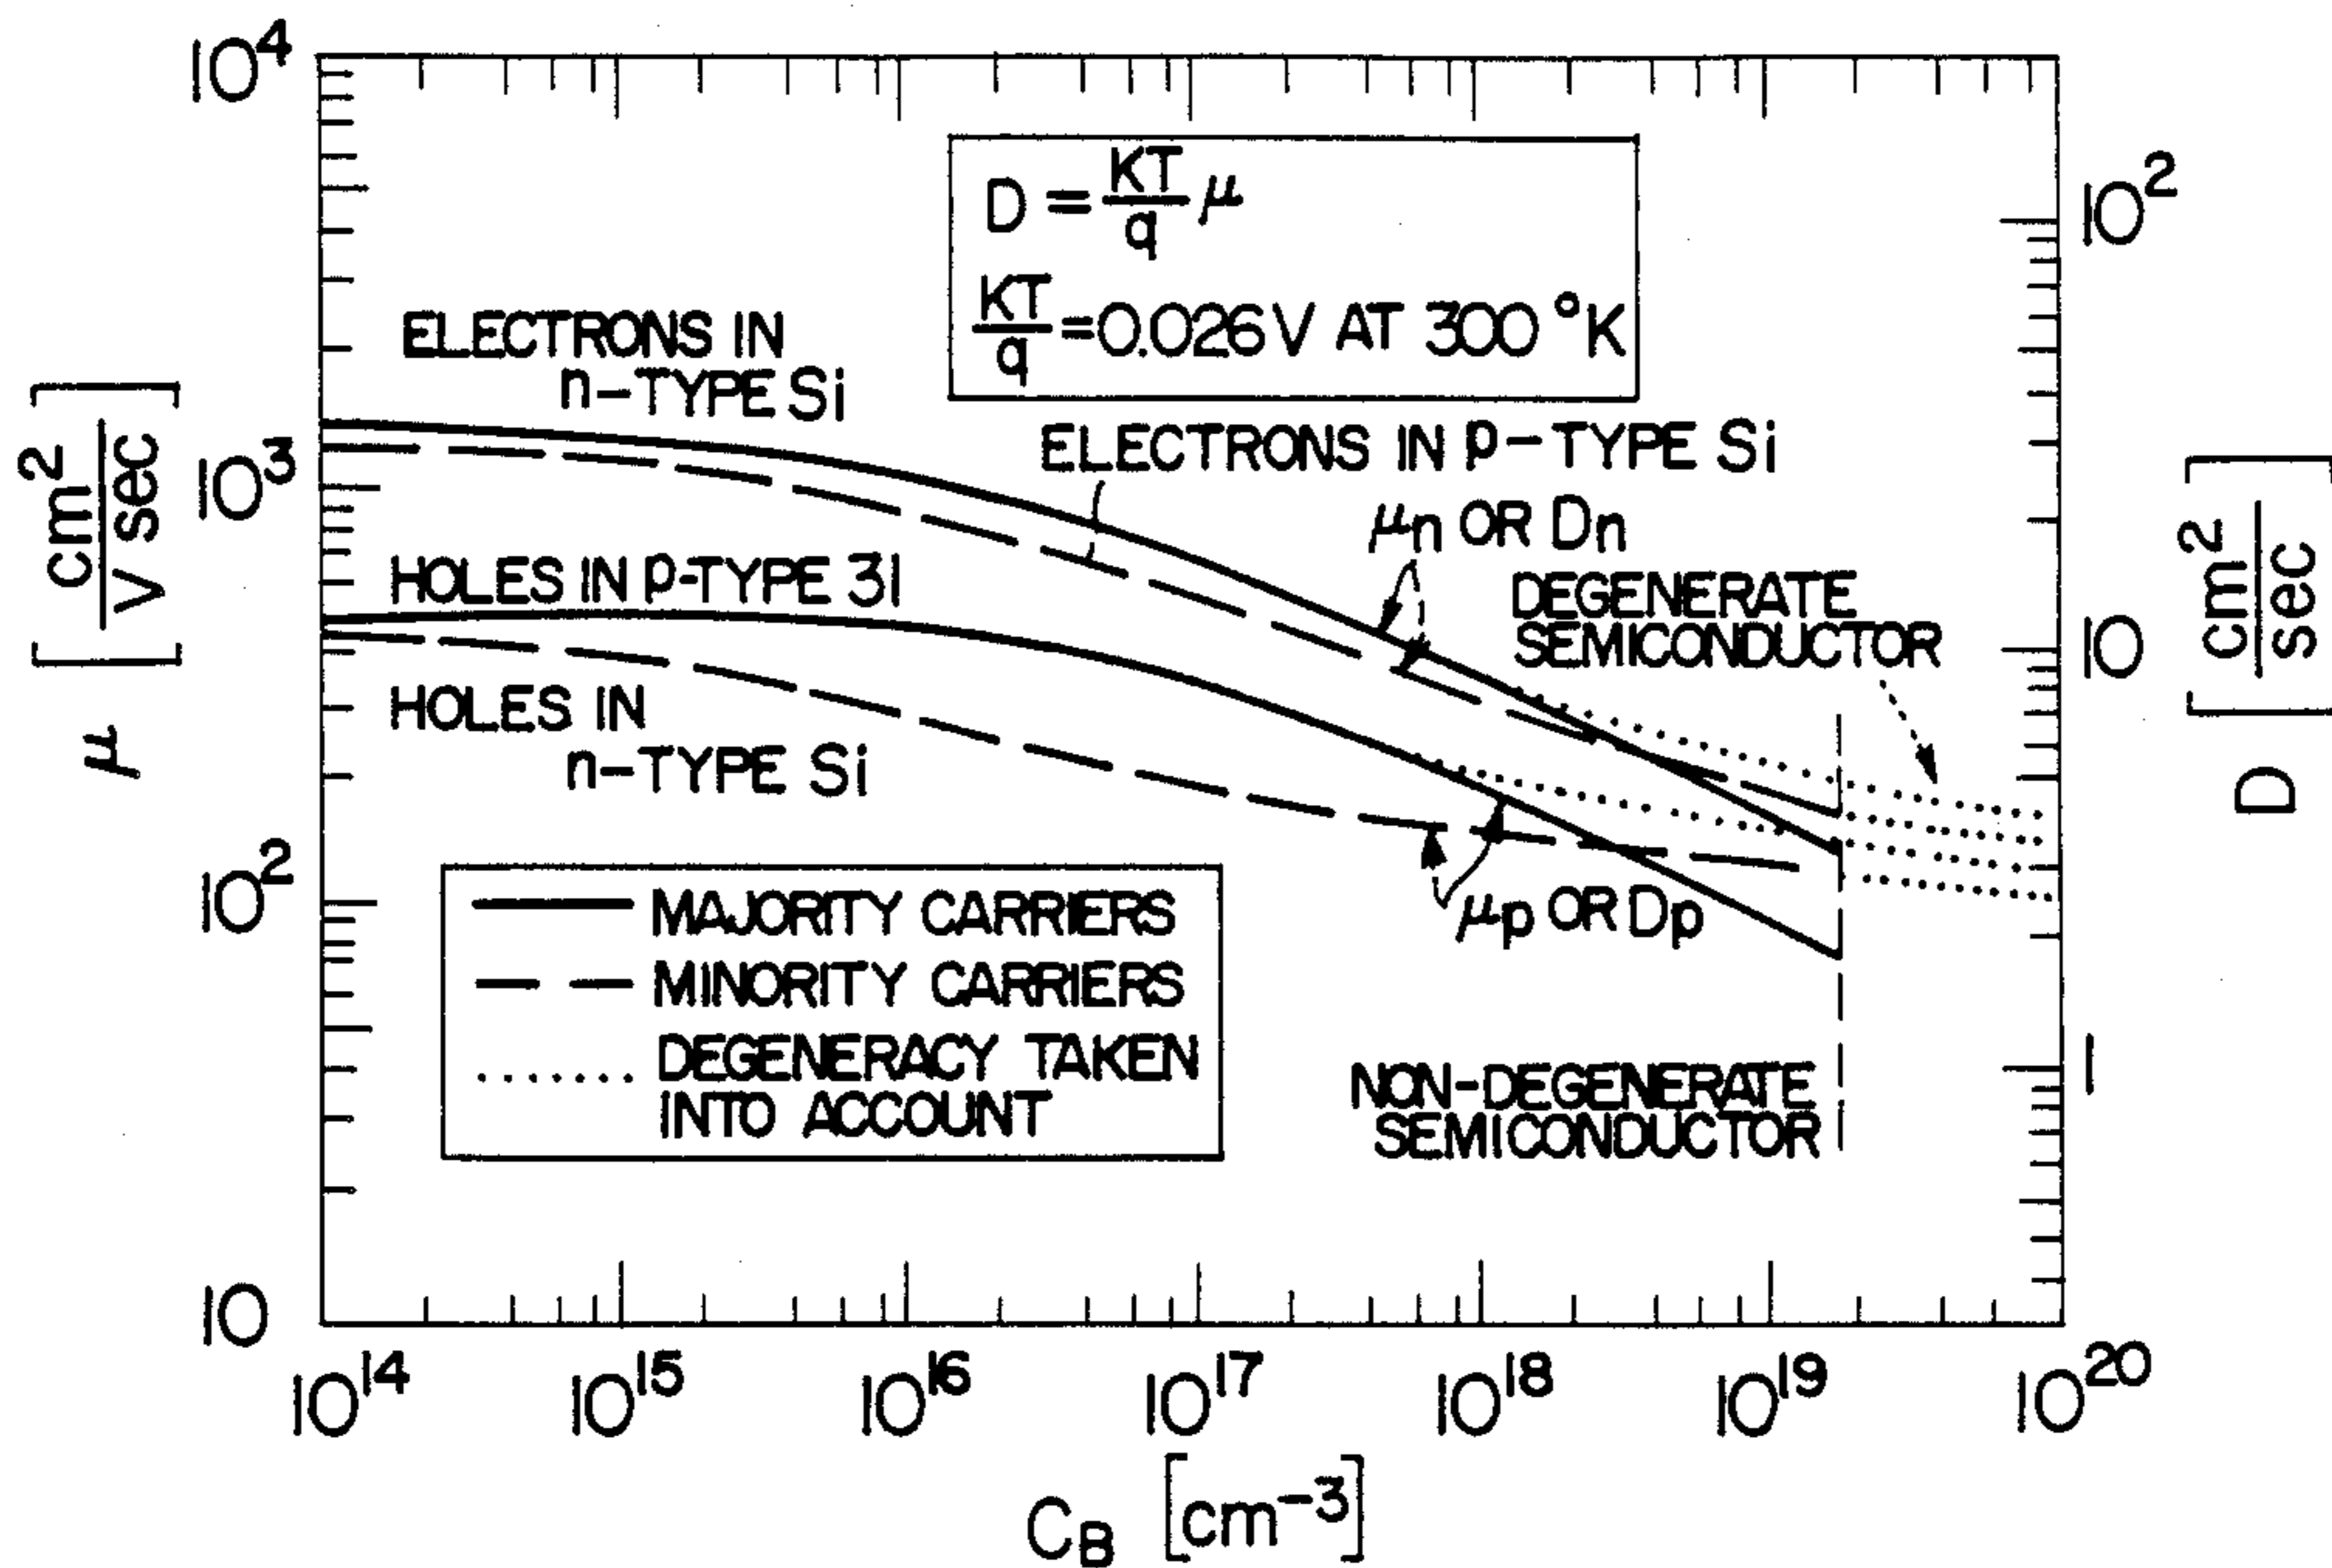 10⁴
10³
10²
10
μ [cm²/V sec]
D = KT/q μ
KT/q = 0.026 V AT 300 °K
ELECTRONS IN
n-TYPE Si
ELECTRONS IN p-TYPE Si
μn OR Dn
HOLES IN p-TYPE 3I
DEGENERATE
SEMICONDUCTOR
HOLES IN
n-TYPE Si
μp OR Dp
MAJORITY CARRIERS
MINORITY CARRIERS
DEGENERACY TAKEN
INTO ACCOUNT
NON-DEGENERATE
SEMICONDUCTOR
10²
10
1
D [cm²/sec]
10¹⁴ 10¹⁵ 10¹⁶ 10¹⁷ 10¹⁸ 10¹⁹ 10²⁰
C_B [cm⁻³]